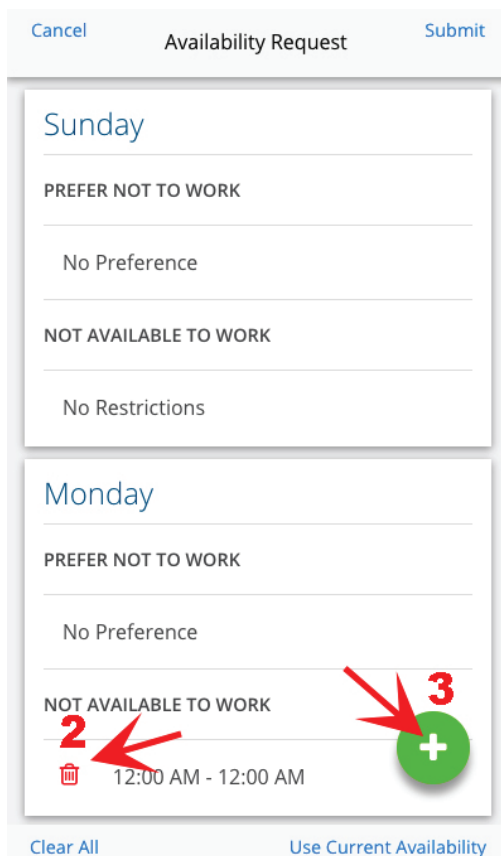 Cancel Availability Request Submit
Sunday
PREFER NOT TO WORK
No Preference
NOT AVAILABLE TO WORK
No Restrictions
Monday
PREFER NOT TO WORK
No Preference
3
NOT AVAILABLE TO WORK
2
12:00 AM - 12:00 AM
Clear All Use Current Availability